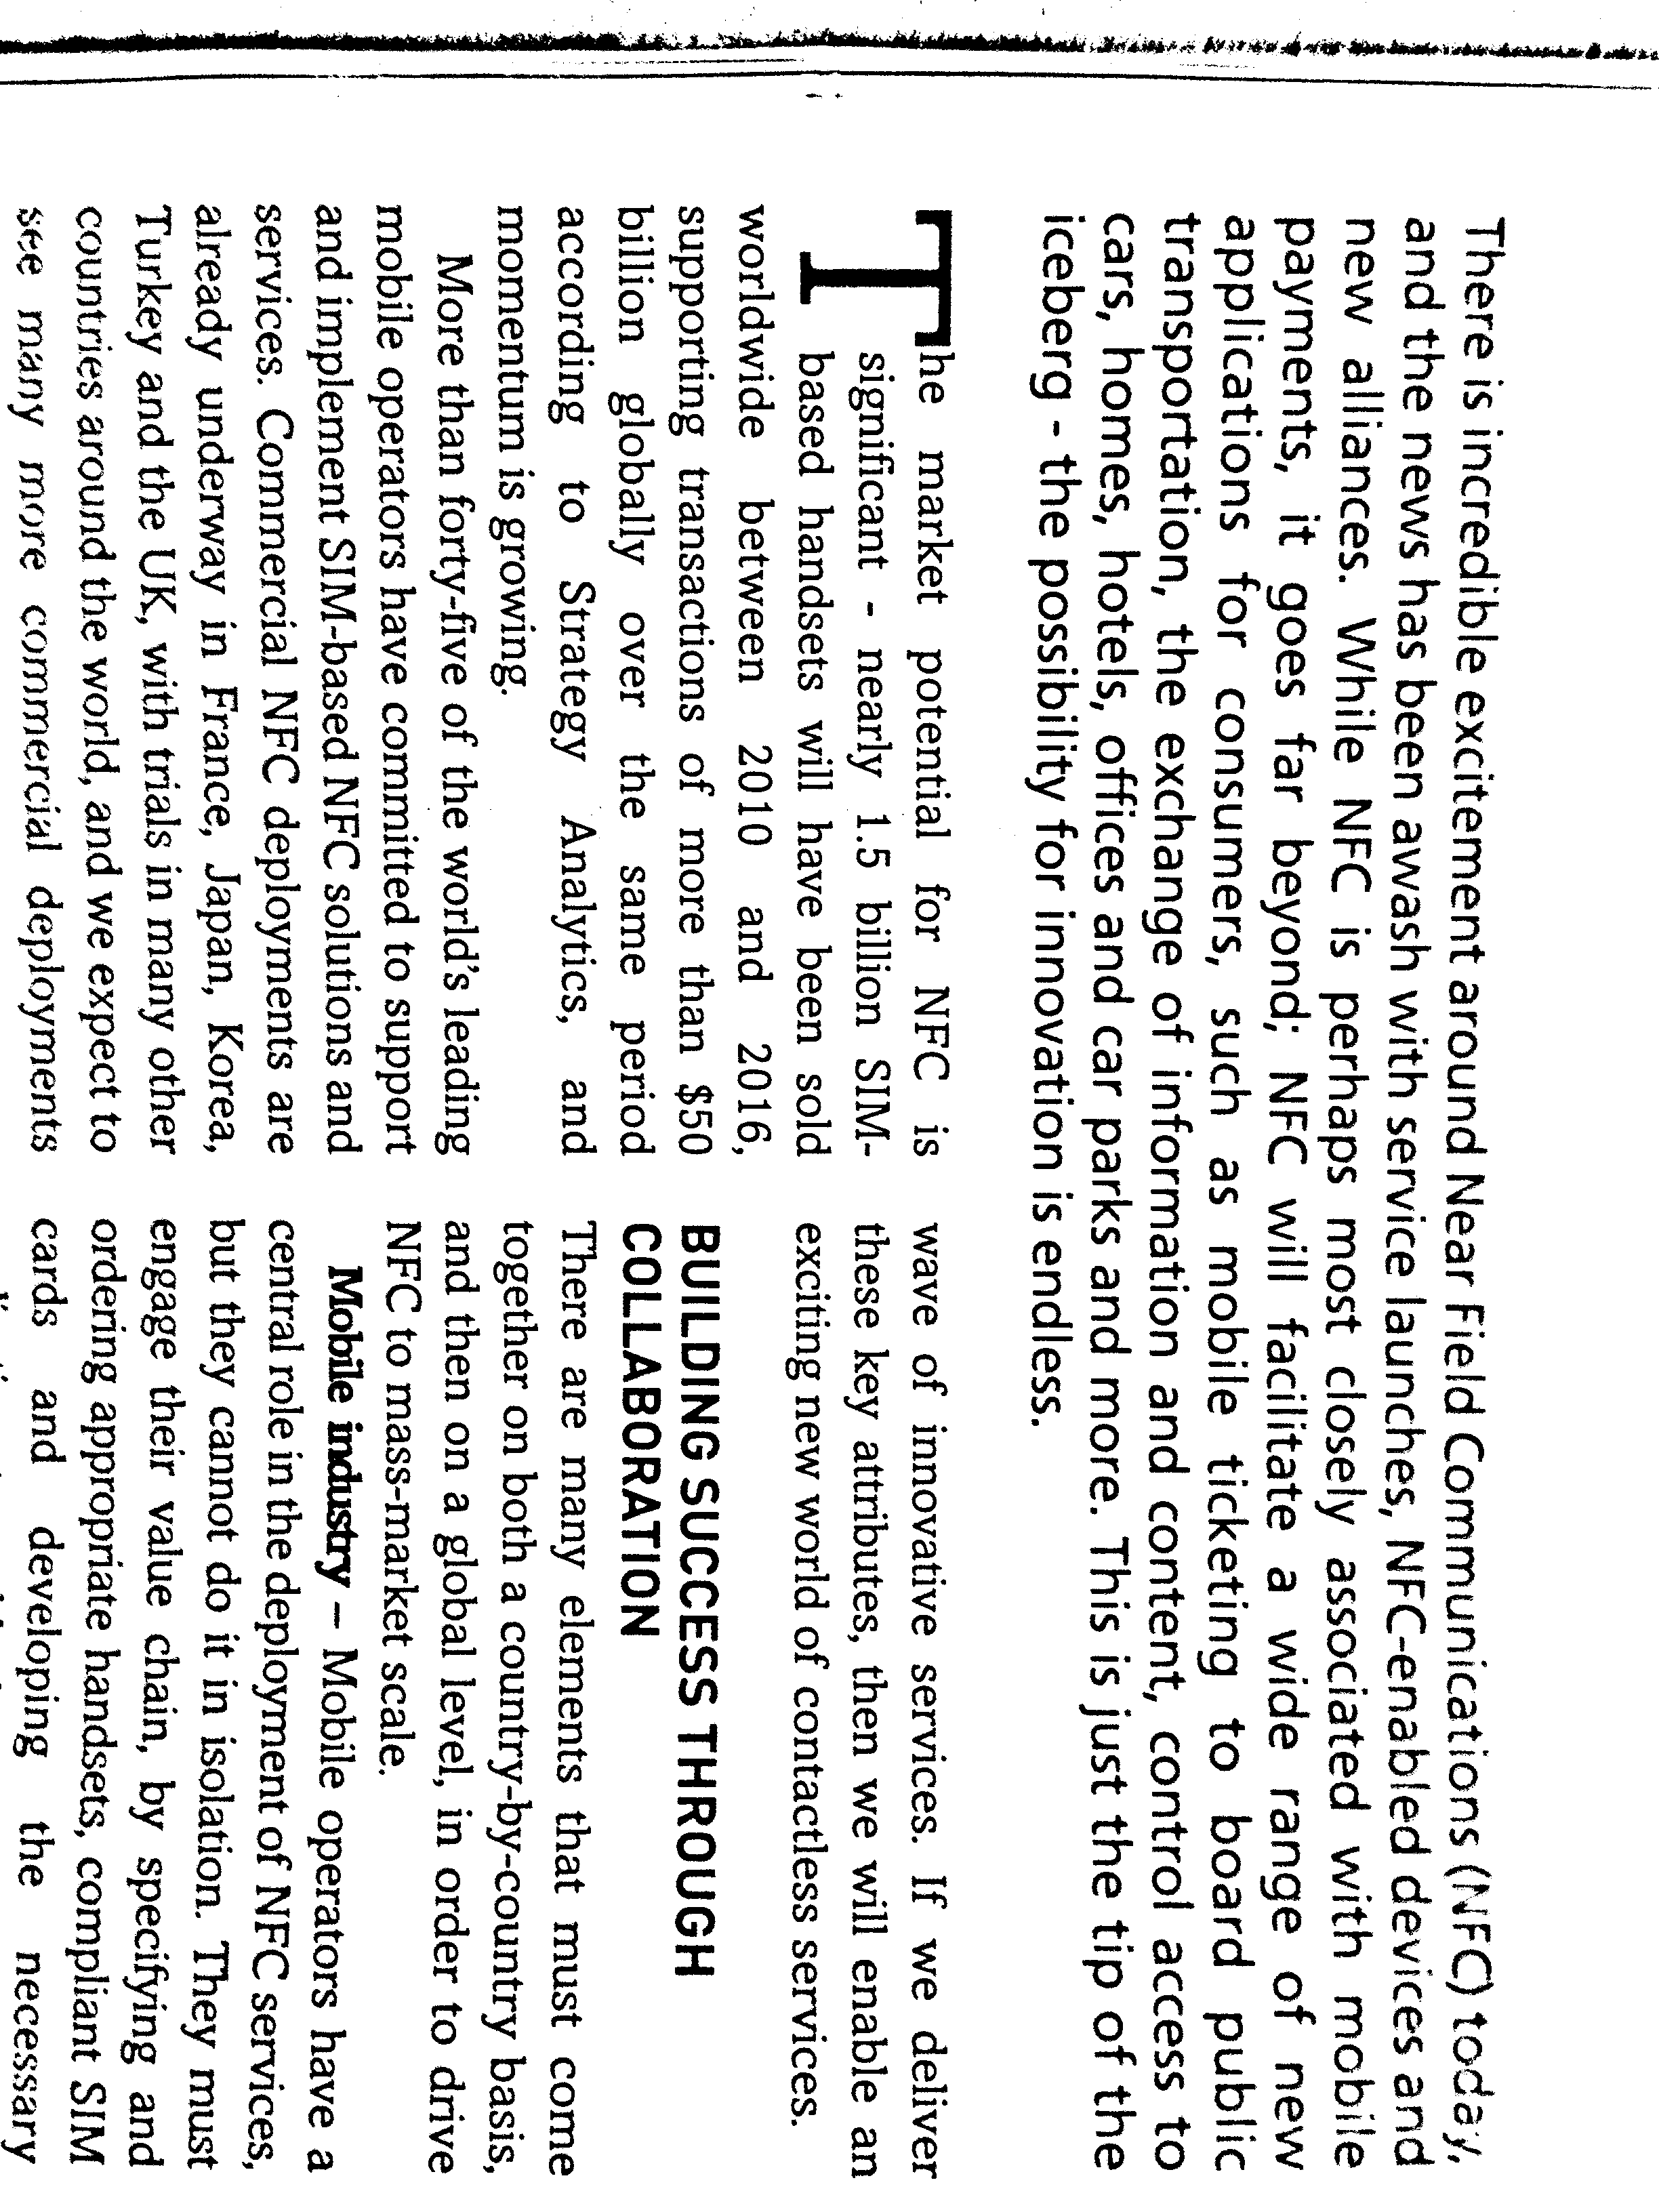 There is incredible excitement around Near Field Communications (NFC) today,
and the news has been awash with service launches, NFC-enabled devices and
new alliances. While NFC is perhaps most closely associated with mobile
payments, it goes far beyond; NFC will facilitate a wide range of new
applications for consumers, such as mobile ticketing to board public
transportation, the exchange of information and content, control access to
cars, homes, hotels, offices and car parks and more. This is just the tip of the
iceberg - the possibility for innovation is endless.
The market potential for NFC is
significant - nearly 1.5 billion SIM-
based handsets will have been sold
worldwide between 2010 and 2016,
supporting transactions of more than $50
billion globally over the same period
according to Strategy Analytics, and
momentum is growing.
More than forty-five of the world's leading
mobile operators have committed to support
and implement SIM-based NFC solutions and
services. Commercial NFC deployments are
already underway in France, Japan, Korea,
Turkey and the UK, with trials in many other
countries around the world, and we expect to
see many more commercial deployments
wave of innovative services. If we deliver
these key attributes, then we will enable an
exciting new world of contactless services.
BUILDING SUCCESS THROUGH
COLLABORATION
There are many elements that must come
together on both a country-by-country basis,
and then on a global level, in order to drive
NFC to mass-market scale.
Mobile industry – Mobile operators have a
central role in the deployment of NFC services,
but they cannot do it in isolation. They must
engage their value chain, by specifying and
ordering appropriate handsets, compliant SIM
cards and developing the necessary